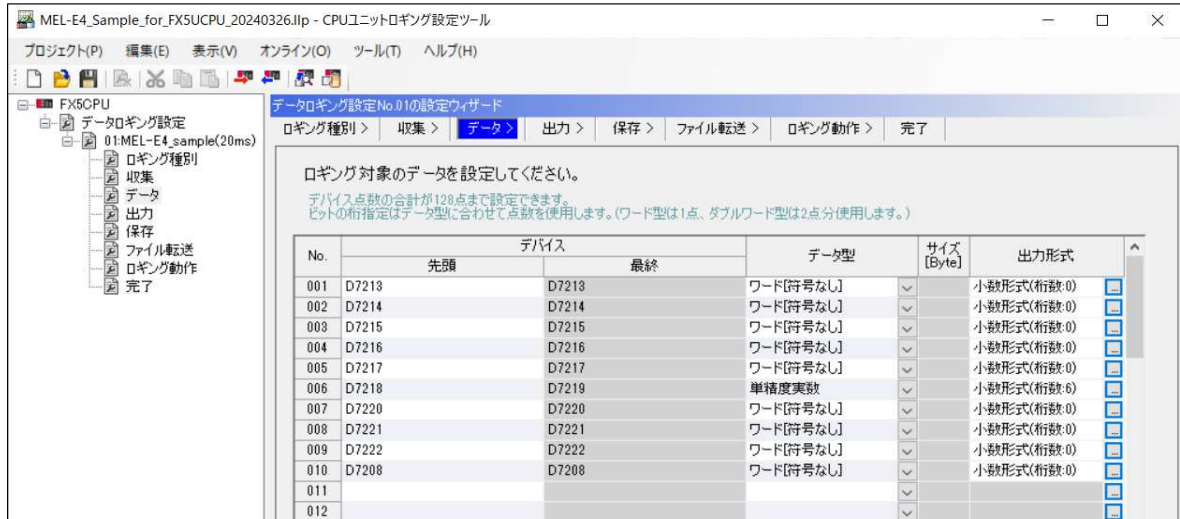 MEL-E4_Sample_for_FX5UCPU_20240326.llp - CPUユニットロギング設定ツール
プロジェクト(P) 編集(E) 表示(V) オンライン(O) ツール(T) ヘルプ(H)
FX5CPU
データロギング設定
01:MEL-E4_sample(20ms)
ロギング種別
収集
データ
出力
保存
ファイル転送
ロギング動作
完了
データロギング設定No.01の設定ウィザード
ロギング種別 > 収集 > データ > 出力 > 保存 > ファイル転送 > ロギング動作 > 完了
ロギング対象のデータを設定してください。
デバイス点数の合計が128点まで設定できます。
ビットの桁指定はデータ型に合わせて点数を使用します。(ワード型は1点、ダブルワード型は2点分使用します。)
No. デバイス データ型 サイズ[Byte] 出力形式
先頭 最終
001 D7213 D7213 ワード[符号なし] 小数形式(桁数:0) ...
002 D7214 D7214 ワード[符号なし] 小数形式(桁数:0) ...
003 D7215 D7215 ワード[符号なし] 小数形式(桁数:0) ...
004 D7216 D7216 ワード[符号なし] 小数形式(桁数:0) ...
005 D7217 D7217 ワード[符号なし] 小数形式(桁数:0) ...
006 D7218 D7219 単精度実数 小数形式(桁数:6) ...
007 D7220 D7220 ワード[符号なし] 小数形式(桁数:0) ...
008 D7221 D7221 ワード[符号なし] 小数形式(桁数:0) ...
009 D7222 D7222 ワード[符号なし] 小数形式(桁数:0) ...
010 D7208 D7208 ワード[符号なし] 小数形式(桁数:0) ...
011 ...
012 ...